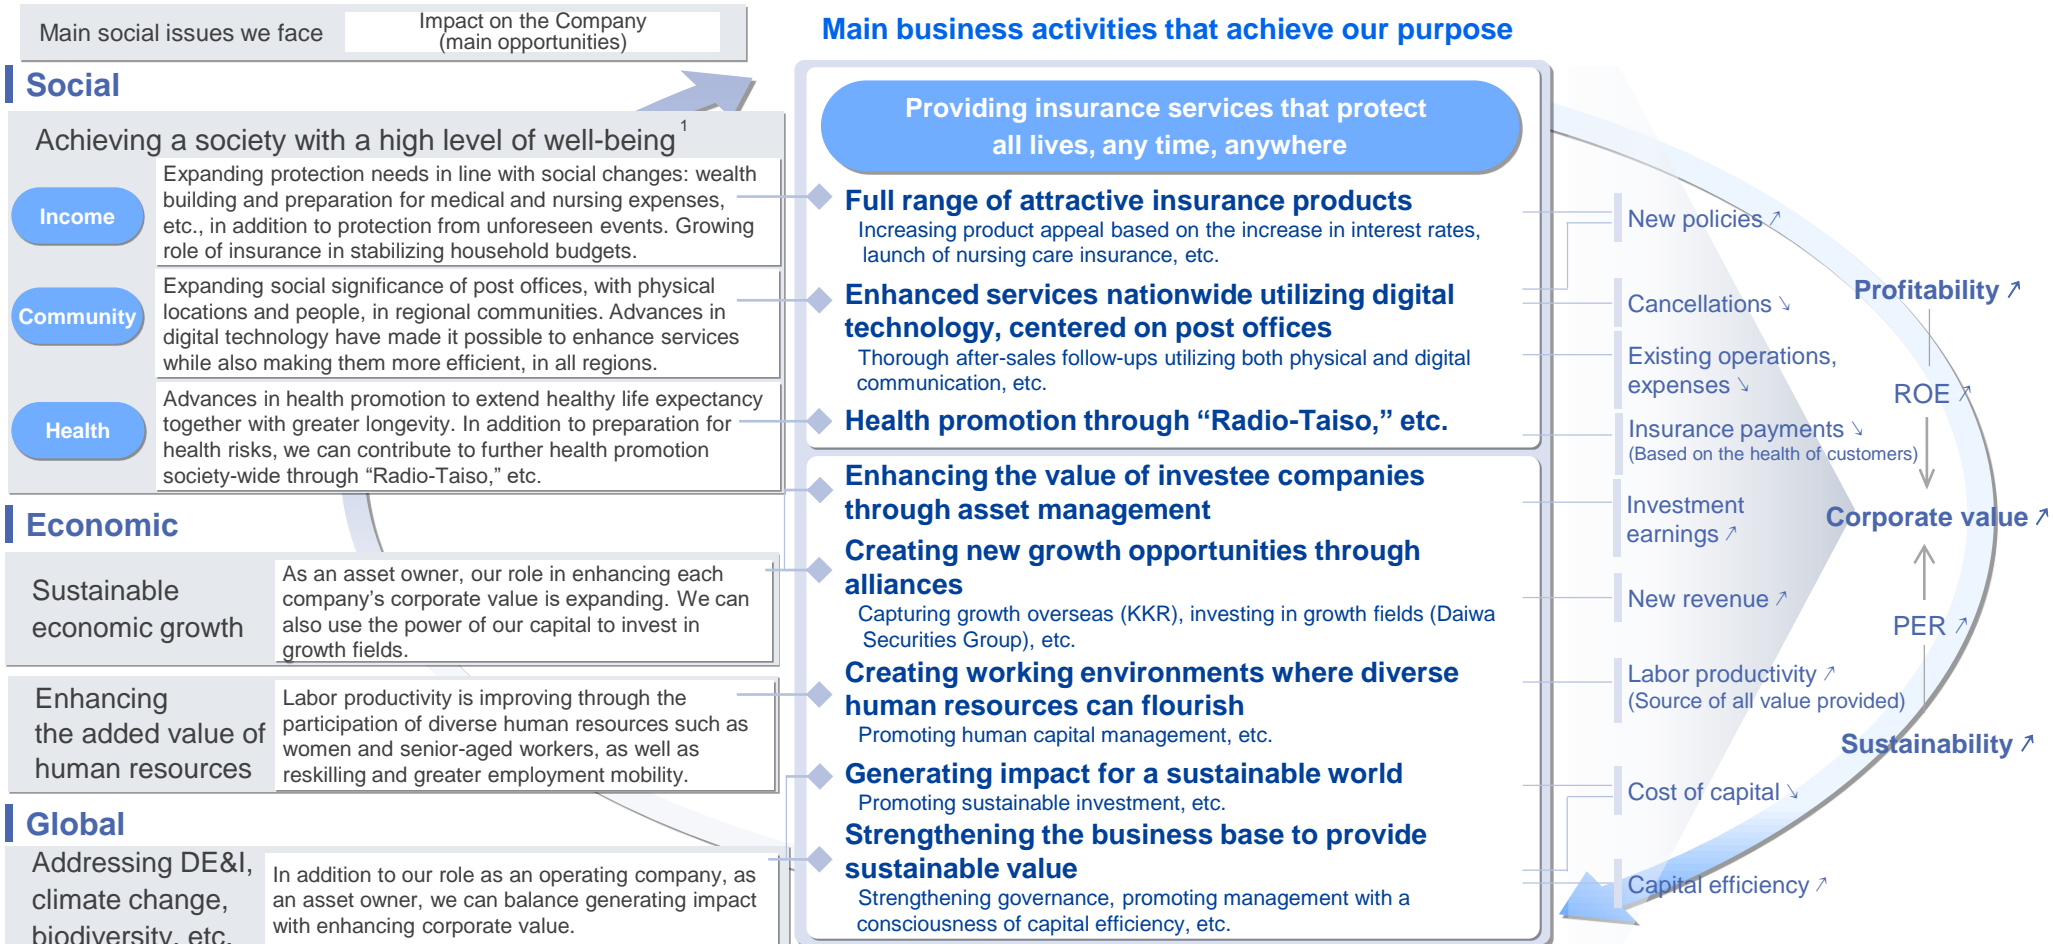 Main social issues we face
Impact on the Company
(main opportunities)
Social
Achieving a society with a high level of well-being 1
Income
Expanding protection needs in line with social changes: wealth
building and preparation for medical and nursing expenses,
etc., in addition to protection from unforeseen events. Growing
role of insurance in stabilizing household budgets.
Community
Expanding social significance of post offices, with physical
locations and people, in regional communities. Advances in
digital technology have made it possible to enhance services
while also making them more efficient, in all regions.
Health
Advances in health promotion to extend healthy life expectancy
together with greater longevity. In addition to preparation for
health risks, we can contribute to further health promotion
society-wide through “Radio-Taiso,” etc.
Economic
Sustainable
economic growth
As an asset owner, our role in enhancing each
company’s corporate value is expanding. We can
also use the power of our capital to invest in
growth fields.
Enhancing
the added value of
human resources
Labor productivity is improving through the
participation of diverse human resources such as
women and senior-aged workers, as well as
reskilling and greater employment mobility.
Global
Addressing DE&I,
climate change,
biodiversity, etc.
In addition to our role as an operating company, as
an asset owner, we can balance generating impact
with enhancing corporate value.
Main business activities that achieve our purpose
Providing insurance services that protect
all lives, any time, anywhere
Full range of attractive insurance products
Increasing product appeal based on the increase in interest rates,
launch of nursing care insurance, etc.
Enhanced services nationwide utilizing digital
technology, centered on post offices
Thorough after-sales follow-ups utilizing both physical and digital
communication, etc.
Health promotion through “Radio-Taiso,” etc.
Enhancing the value of investee companies
through asset management
Creating new growth opportunities through
alliances
Capturing growth overseas (KKR), investing in growth fields (Daiwa
Securities Group), etc.
Creating working environments where diverse
human resources can flourish
Promoting human capital management, etc.
Generating impact for a sustainable world
Promoting sustainable investment, etc.
Strengthening the business base to provide
sustainable value
Strengthening governance, promoting management with a
consciousness of capital efficiency, etc.
New policies ↗
Cancellations ↘
Existing operations,
expenses ↘
Insurance payments ↘
(Based on the health of customers)
Investment
earnings ↗
New revenue ↗
Labor productivity ↗
(Source of all value provided)
Cost of capital ↘
Capital efficiency ↗
Profitability ↗
ROE ↗
Corporate value ↗
PER ↗
Sustainability ↗